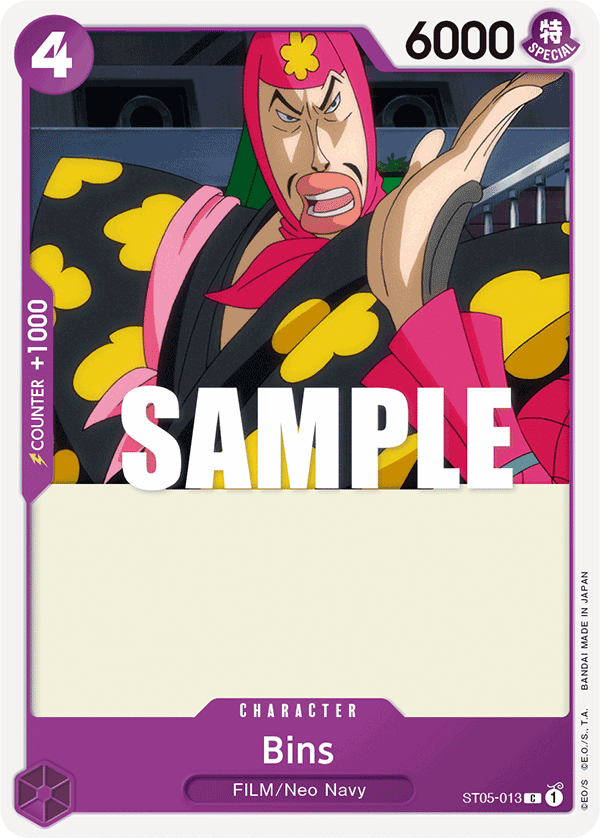 4
6000
特
SPECIAL
COUNTER +1000
SAMPLE
CHARACTER
Bins
FILM/Neo Navy
ST05-013 C 1
©EO/S ©E.O./S., T.A. BANDAI MADE IN JAPAN